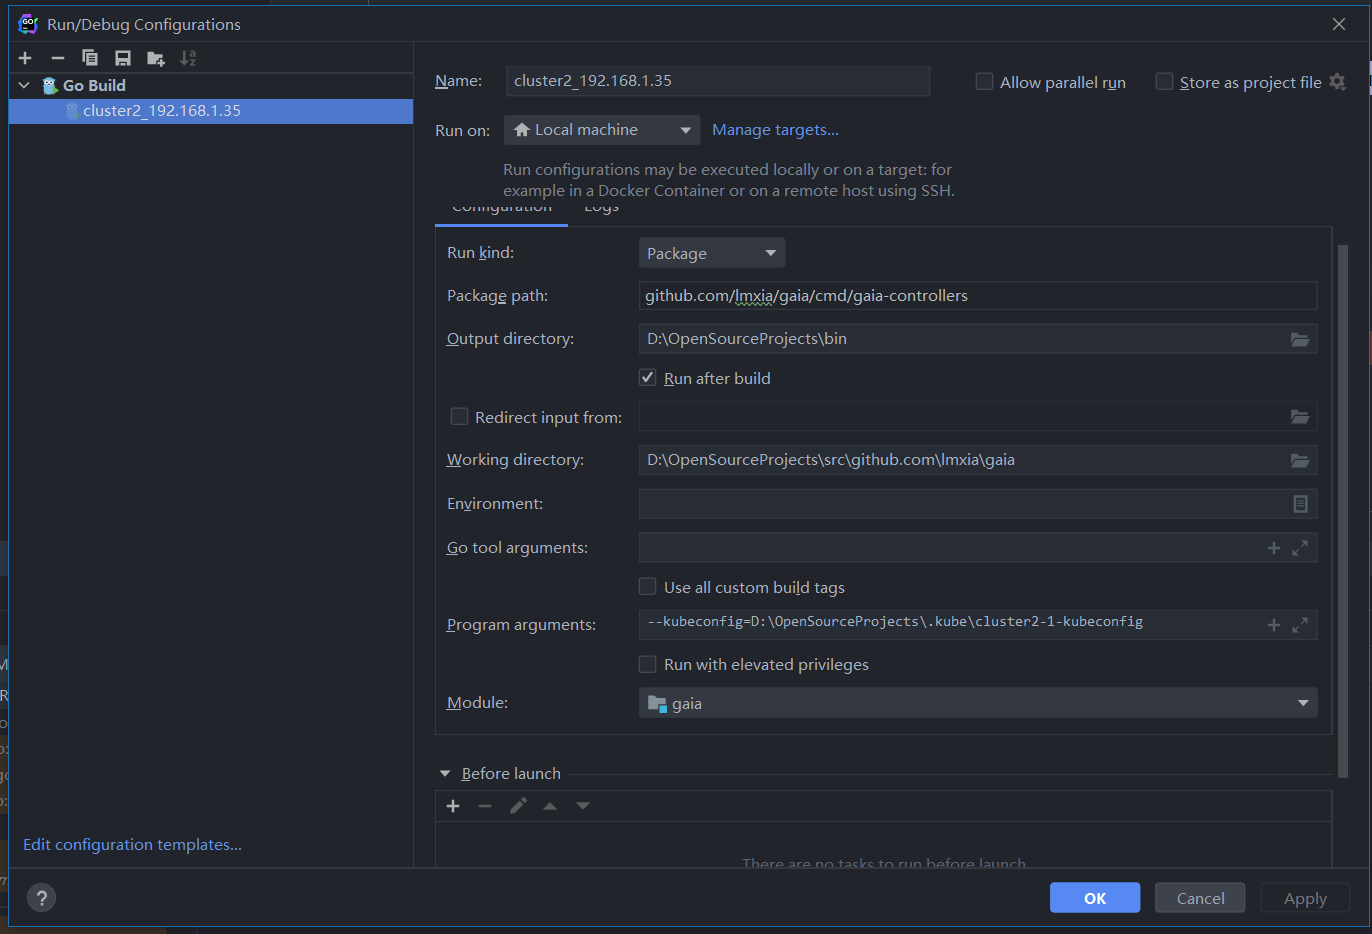 Run/Debug Configurations
Go Build
cluster2_192.168.1.35
Edit configuration templates...
Name: cluster2_192.168.1.35 Allow parallel run Store as project file
Run on: Local machine Manage targets...
Run configurations may be executed locally or on a target: for
example in a Docker Container or on a remote host using SSH.
Configuration Logs
Run kind: Package
Package path: github.com/lmxia/gaia/cmd/gaia-controllers
Output directory: D:\OpenSourceProjects\bin
Run after build
Redirect input from:
Working directory: D:\OpenSourceProjects\src\github.com\lmxia\gaia
Environment:
Go tool arguments:
Use all custom build tags
Program arguments: --kubeconfig=D:\OpenSourceProjects\.kube\cluster2-1-kubeconfig
Run with elevated privileges
Module: gaia
Before launch
There are no tasks to run before launch
? OK Cancel Apply